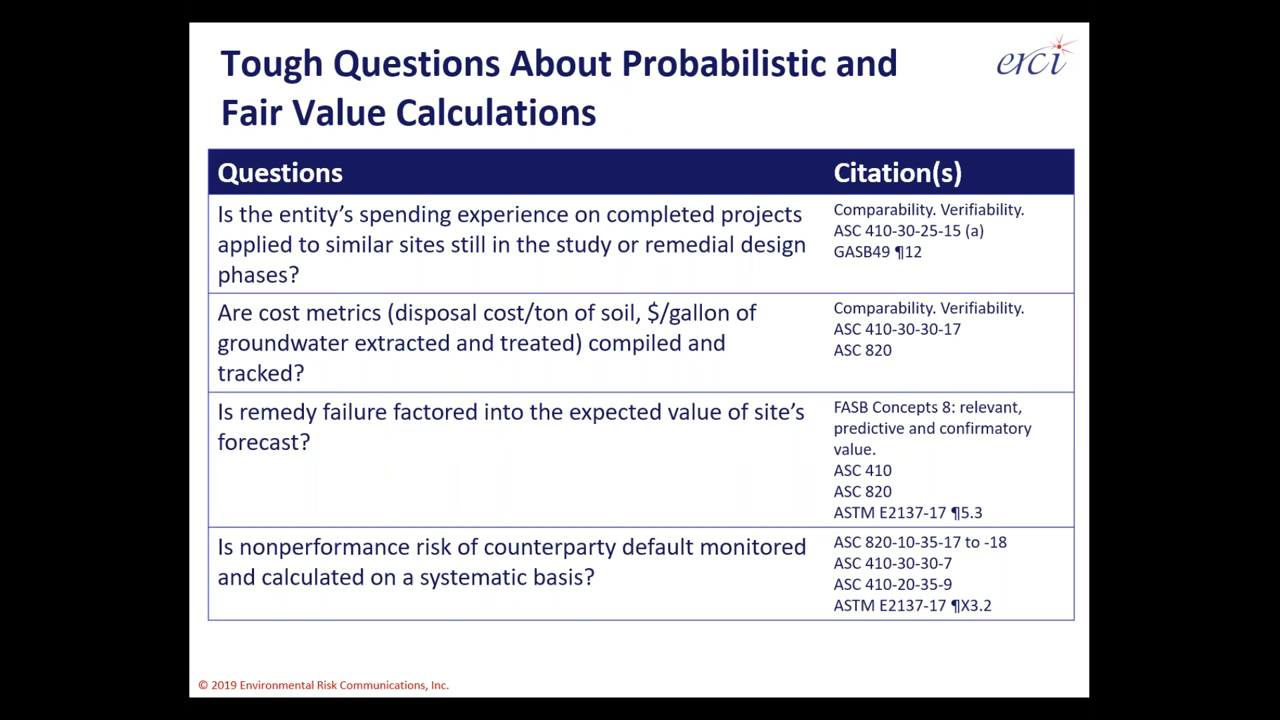 Tough Questions About Probabilistic and
Fair Value Calculations
erci
Questions
Citation(s)
Is the entity’s spending experience on completed projects
applied to similar sites still in the study or remedial design
phases?
Comparability. Verifiability.
ASC 410-30-25-15 (a)
GASB49 ¶12
Are cost metrics (disposal cost/ton of soil, $/gallon of
groundwater extracted and treated) compiled and
tracked?
Comparability. Verifiability.
ASC 410-30-30-17
ASC 820
Is remedy failure factored into the expected value of site’s
forecast?
FASB Concepts 8: relevant,
predictive and confirmatory
value.
ASC 410
ASC 820
ASTM E2137-17 ¶5.3
Is nonperformance risk of counterparty default monitored
and calculated on a systematic basis?
ASC 820-10-35-17 to -18
ASC 410-30-30-7
ASC 410-20-35-9
ASTM E2137-17 ¶X3.2
© 2019 Environmental Risk Communications, Inc.